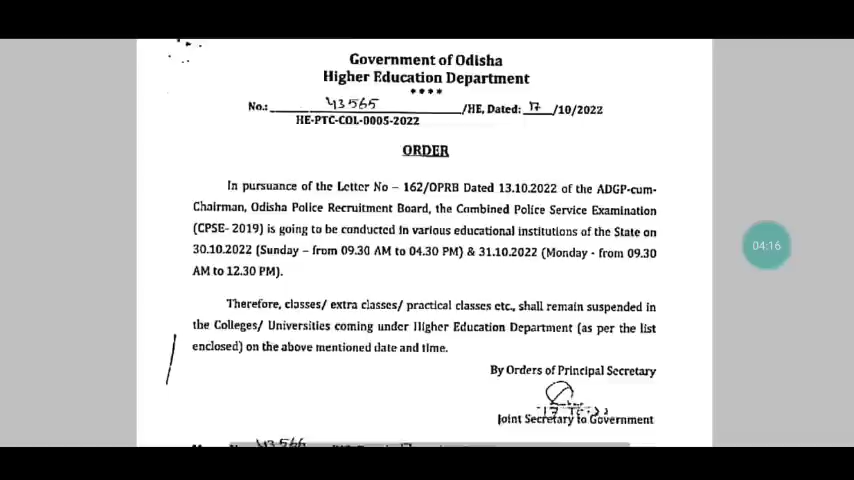 Government of Odisha
Higher Education Department
****
No.: 43565 /HE, Dated: 17 /10/2022
HE-PTC-COL-0005-2022
ORDER
In pursuance of the Letter No – 162/OPRB Dated 13.10.2022 of the ADGP-cum-
Chairman, Odisha Police Recruitment Board, the Combined Police Service Examination
(CPSE- 2019) is going to be conducted in various educational institutions of the State on
30.10.2022 (Sunday – from 09.30 AM to 04.30 PM) & 31.10.2022 (Monday - from 09.30
AM to 12.30 PM).
Therefore, classes/ extra classes/ practical classes etc., shall remain suspended in
the Colleges/ Universities coming under Higher Education Department (as per the list
enclosed) on the above mentioned date and time.
By Orders of Principal Secretary
Joint Secretary to Government
43566
04:16